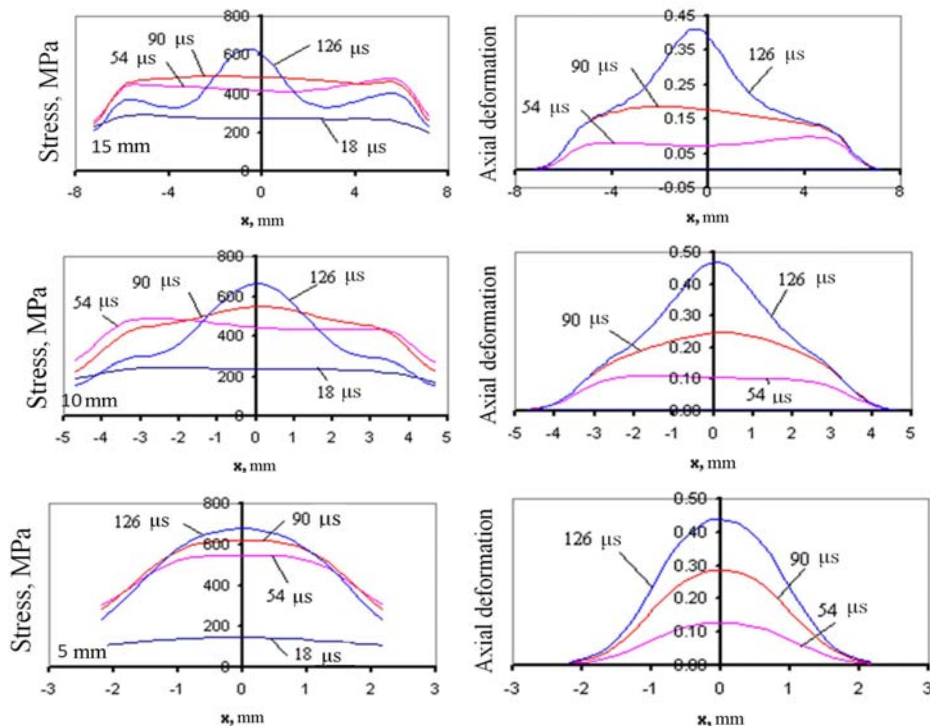 Stress, MPa
800
600
400
200
0
90 µs
54 µs
126 µs
18 µs
15 mm
-8
-4
0
4
8
x, mm
Axial deformation
0.45
0.35
0.25
0.15
0.05
-0.05
126 µs
90 µs
54 µs
-8
-4
0
4
8
x, mm
Stress, MPa
800
600
400
200
0
54 µs
90 µs
126 µs
18 µs
10 mm
-5
-4
-3
-2
-1
0
1
2
3
4
5
x, mm
Axial deformation
0.50
0.40
0.30
0.20
0.10
0.00
126 µs
90 µs
54 µs
-5
-4
-3
-2
-1
0
1
2
3
4
5
x, mm
Stress, MPa
800
600
400
200
0
126 µs
90 µs
54 µs
18 µs
5 mm
-3
-2
-1
0
1
2
3
x, mm
Axial deformation
0.50
0.40
0.30
0.20
0.10
0.00
126 µs
90 µs
54 µs
-3
-2
-1
0
1
2
3
x, mm